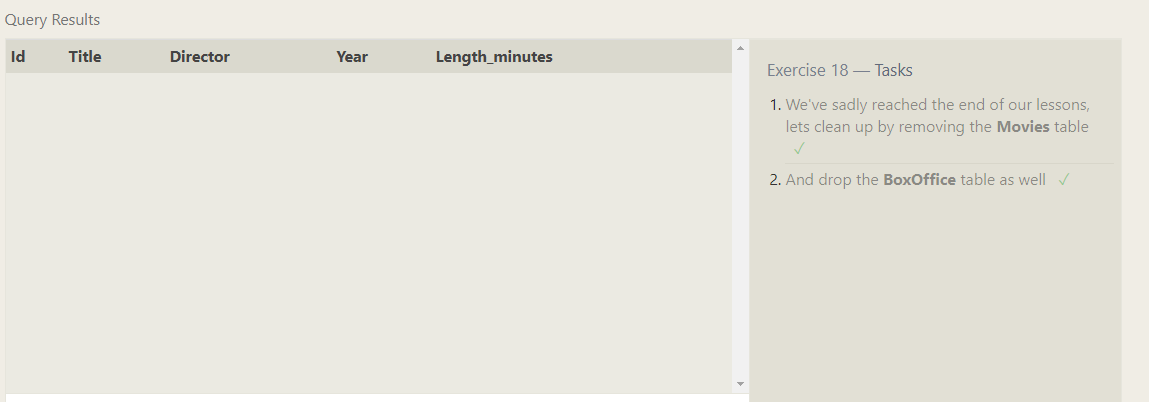 Query Results
Id Title Director Year Length_minutes
Exercise 18 — Tasks
1. We've sadly reached the end of our lessons,
lets clean up by removing the Movies table
✓
2. And drop the BoxOffice table as well ✓